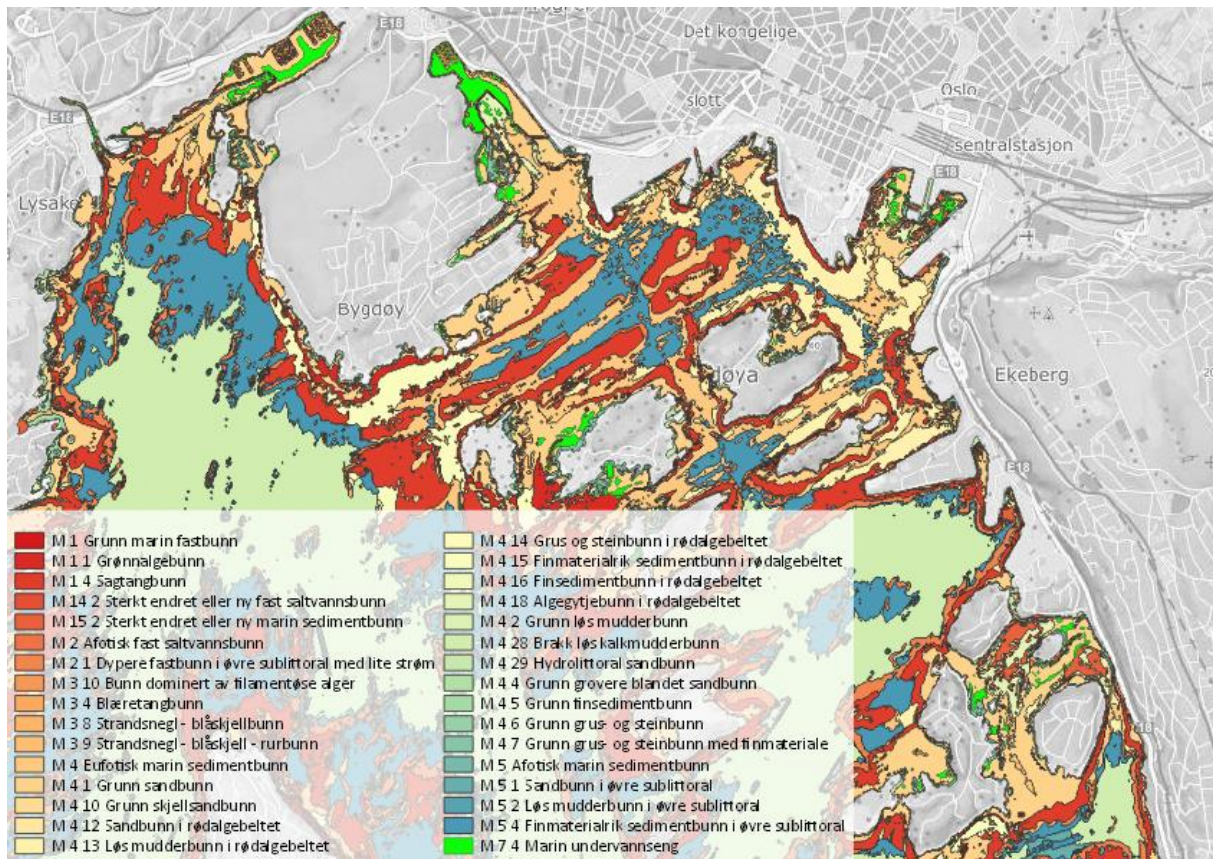 Det kongelige
slott
Oslo
sentralstasjon
E18
E18
E18
Lysake
Bygdøy
døya
40
Ekeberg
20
E18
18
M 1 Grunn marin fastbunn
M 1 1 Grønnalgebunn
M 1 4 Sagtangbunn
M 14 2 Sterkt endret eller ny fast saltvannsbunn
M 15 2 Sterkt endret eller ny marin sedimentbunn
M 2 Afotisk fast saltvannsbunn
M 2 1 Dypere fastbunn i øvre sublittoral med lite strøm
M 3 10 Bunn dominert av filamentøse alger
M 3 4 Blæretangbunn
M 3 8 Strandsnegl - blåskjellbunn
M 3 9 Strandsnegl - blåskjell - rurbunn
M 4 Eufotisk marin sedimentbunn
M 4 1 Grunn sandbunn
M 4 10 Grunn skjellsandbunn
M 4 12 Sandbunn i rødalgebeltet
M 4 13 Løs mudderbunn i rødalgebeltet
M 4 14 Grus og steinbunn i rødalgebeltet
M 4 15 Finmaterialrik sedimentbunn i rødalgebeltet
M 4 16 Finsedimentbunn i rødalgebeltet
M 4 18 Algegytjebunn i rødalgebeltet
M 4 2 Grunn løs mudderbunn
M 4 28 Brakk løs kalkmudderbunn
M 4 29 Hydrolittoral sandbunn
M 4 4 Grunn grovere blandet sandbunn
M 4 5 Grunn finsedimentbunn
M 4 6 Grunn grus- og steinbunn
M 4 7 Grunn grus- og steinbunn med finmateriale
M 5 Afotisk marin sedimentbunn
M 5 1 Sandbunn i øvre sublittoral
M 5 2 Løs mudderbunn i øvre sublittoral
M 5 4 Finmaterialrik sedimentbunn i øvre sublittoral
M 7 4 Marin undervannseng